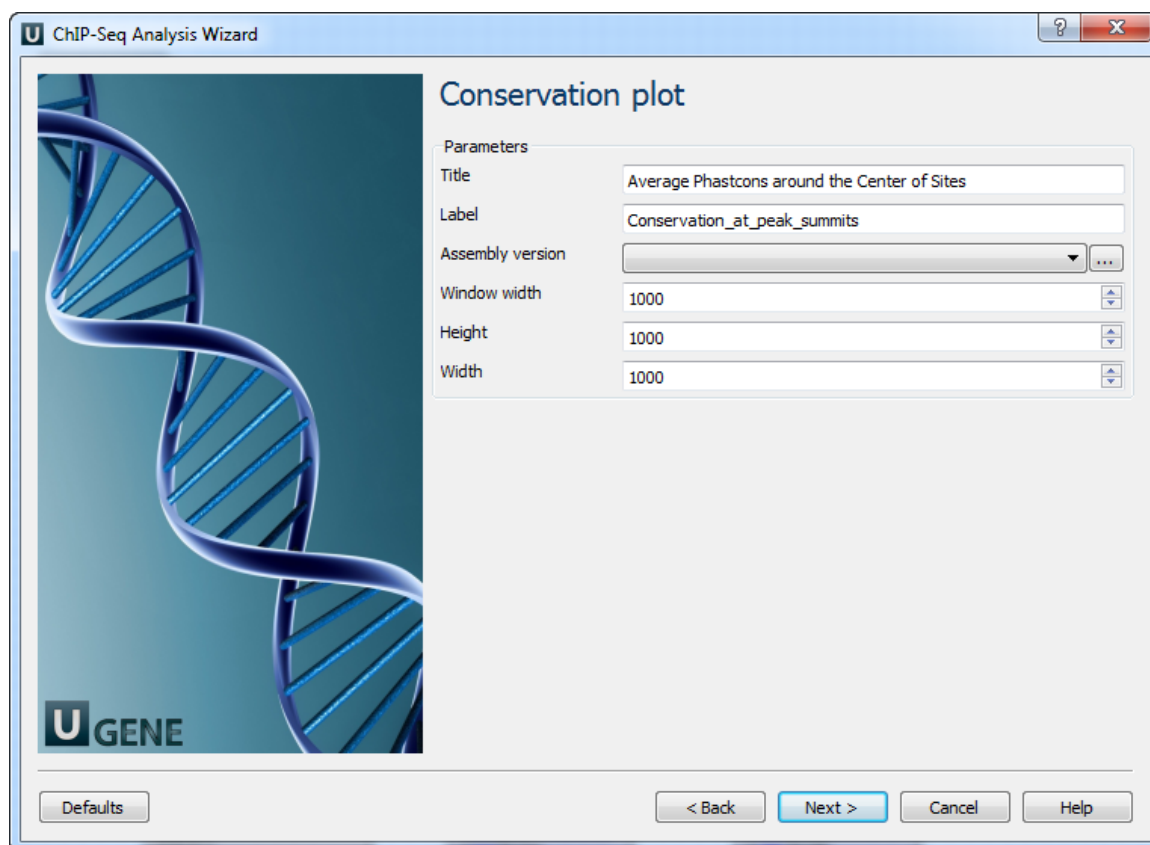 U ChIP-Seq Analysis Wizard
Conservation plot
Parameters
Title Average Phastcons around the Center of Sites
Label Conservation_at_peak_summits
Assembly version ...
Window width 1000
Height 1000
Width 1000
U GENE
Defaults < Back Next > Cancel Help